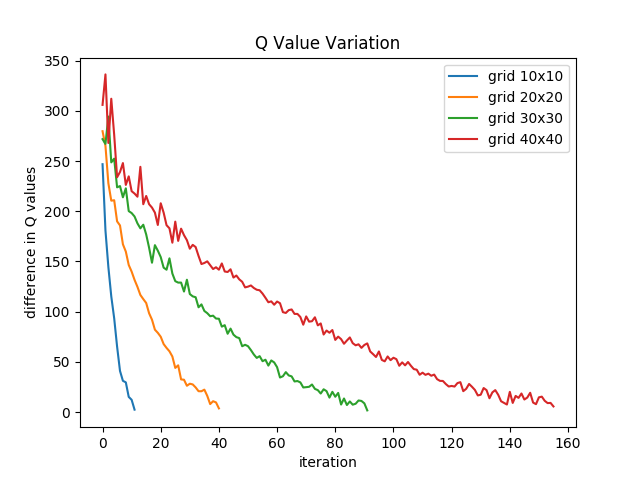 Q Value Variation
difference in Q values
350
300
250
200
150
100
50
0
grid 10x10
grid 20x20
grid 30x30
grid 40x40
0 20 40 60 80 100 120 140 160
iteration